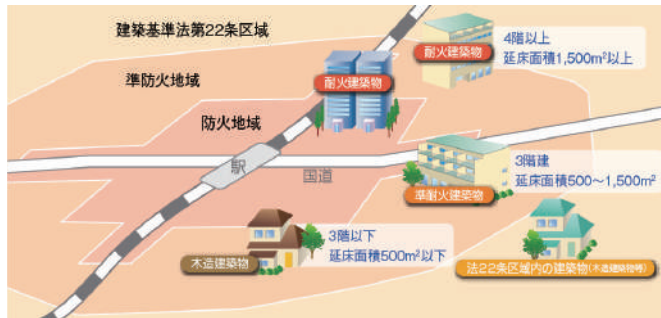 建築基準法第22条区域
準防火地域
防火地域
耐火建築物
耐火建築物
4階以上
延床面積1,500m²以上
駅
国道
準耐火建築物
3階建
延床面積500〜1,500m²
木造建築物
3階以下
延床面積500m²以下
法22条区域内の建築物(木造建築物等)